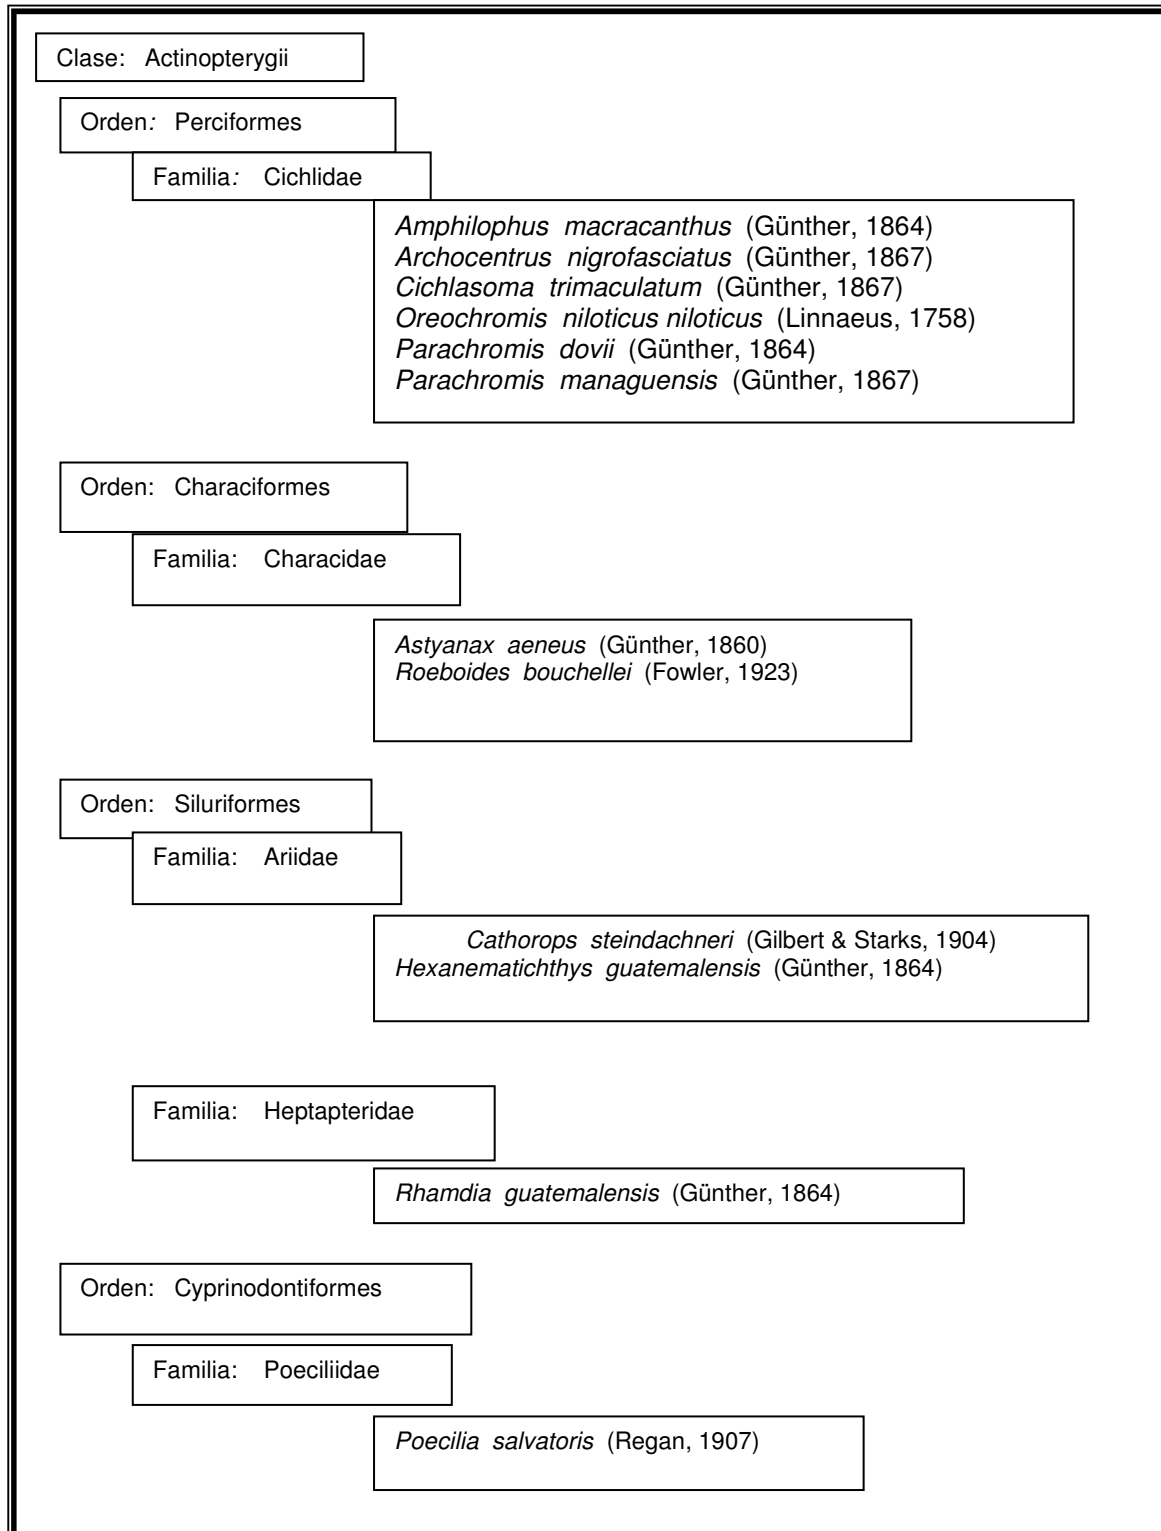 Clase: Actinopterygii
Orden: Perciformes
Familia: Cichlidae
Amphilophus macracanthus (Günther, 1864)
Archocentrus nigrofasciatus (Günther, 1867)
Cichlasoma trimaculatum (Günther, 1867)
Oreochromis niloticus niloticus (Linnaeus, 1758)
Parachromis dovii (Günther, 1864)
Parachromis managuensis (Günther, 1867)
Orden: Characiformes
Familia: Characidae
Astyanax aeneus (Günther, 1860)
Roeboides bouchellei (Fowler, 1923)
Orden: Siluriformes
Familia: Ariidae
Cathorops steindachneri (Gilbert & Starks, 1904)
Hexanematichthys guatemalensis (Günther, 1864)
Familia: Heptapteridae
Rhamdia guatemalensis (Günther, 1864)
Orden: Cyprinodontiformes
Familia: Poeciliidae
Poecilia salvatoris (Regan, 1907)